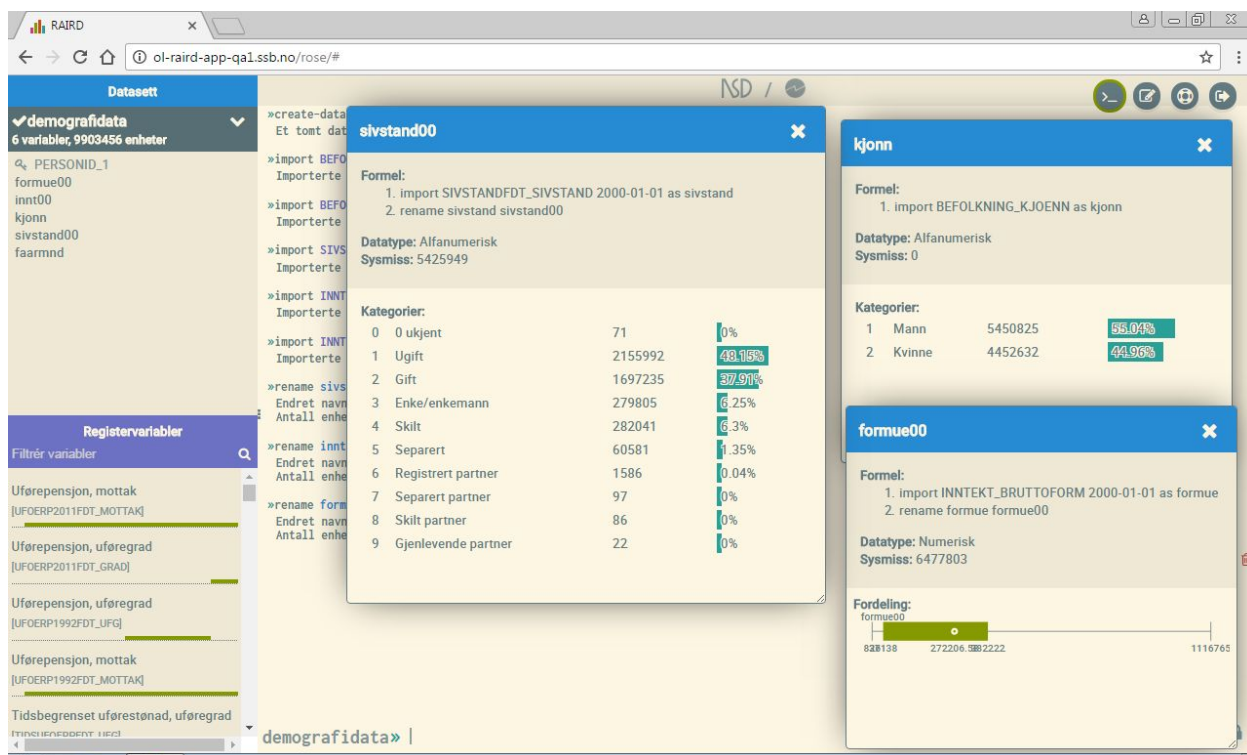 RAIRD
ol-raird-app-qa1.ssb.no/rose/#
Datasett
demografidata
6 variabler, 9903456 enheter
PERSONID_1
formue00
innt00
kjonn
sivstand00
faarmnd
Registervariabler
Filtrér variabler
Uførepensjon, mottak
[UFOERP2011FDT_MOTTAK]
Uførepensjon, uføregrad
[UFOERP2011FDT_GRAD]
Uførepensjon, uføregrad
[UFOERP1992FDT_UFG]
Uførepensjon, mottak
[UFOERP1992FDT_MOTTAK]
Tidsbegrenset uførestønad, uføregrad
NSD /
»create-data
Et tomt dat
»import BEFO
Importerte
»import BEFO
Importerte
»import SIVS
Importerte
»import INNT
Importerte
»import INNT
Importerte
»rename sivs
Endret navn
Antall enhe
»rename innt
Endret navn
Antall enhe
»rename form
Endret navn
Antall enhe
demografidata»
sivstand00
Formel:
1. import SIVSTANDFDT_SIVSTAND 2000-01-01 as sivstand
2. rename sivstand sivstand00
Datatype: Alfanumerisk
Sysmiss: 5425949
Kategorier:
0 0 ukjent 71 0%
1 Ugift 2155992 48.15%
2 Gift 1697235 37.91%
3 Enke/enkemann 279805 6.25%
4 Skilt 282041 6.3%
5 Separert 60581 1.35%
6 Registrert partner 1586 0.04%
7 Separert partner 97 0%
8 Skilt partner 86 0%
9 Gjenlevende partner 22 0%
kjonn
Formel:
1. import BEFOLKNING_KJOENN as kjonn
Datatype: Alfanumerisk
Sysmiss: 0
Kategorier:
1 Mann 5450825 55.04%
2 Kvinne 4452632 44.96%
formue00
Formel:
1. import INNTEKT_BRUTTOFORM 2000-01-01 as formue
2. rename formue formue00
Datatype: Numerisk
Sysmiss: 6477803
Fordeling:
formue00
1116765